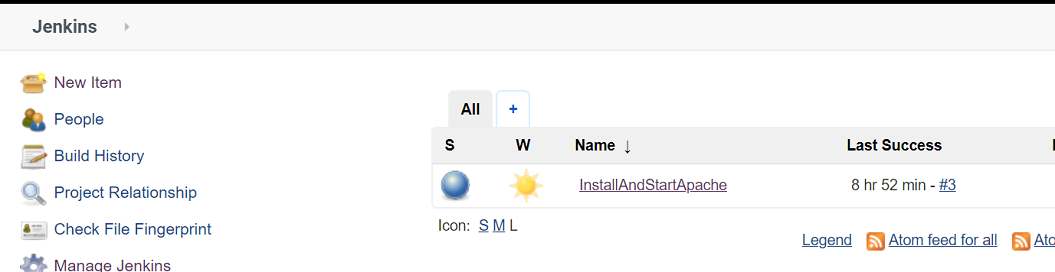 Jenkins
New Item
People
Build History
Project Relationship
Check File Fingerprint
Manage Jenkins
All +
S W Name ↓ Last Success
InstallAndStartApache 8 hr 52 min - #3
Icon: S M L
Legend Atom feed for all